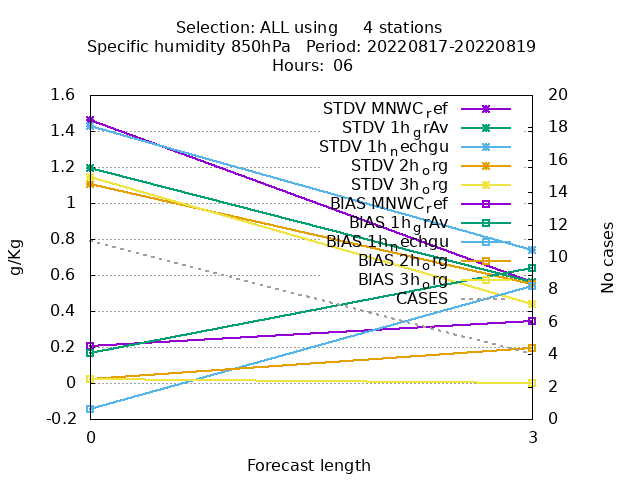 Selection: ALL using     4 stations
Specific humidity 850hPa   Period: 20220817-20220819
Hours:  06
1.6
1.4
1.2
1
0.8
0.6
0.4
0.2
0
-0.2
g/Kg
STDV MNWC_ref
STDV 1h_grAv
STDV 1h_nechgu
STDV 2h_org
STDV 3h_org
BIAS MNWC_ref
BIAS 1h_grAv
BIAS 1h_nechgu
BIAS 2h_org
BIAS 3h_org
CASES
20
18
16
14
12
10
8
6
4
2
0
No cases
0
3
Forecast length